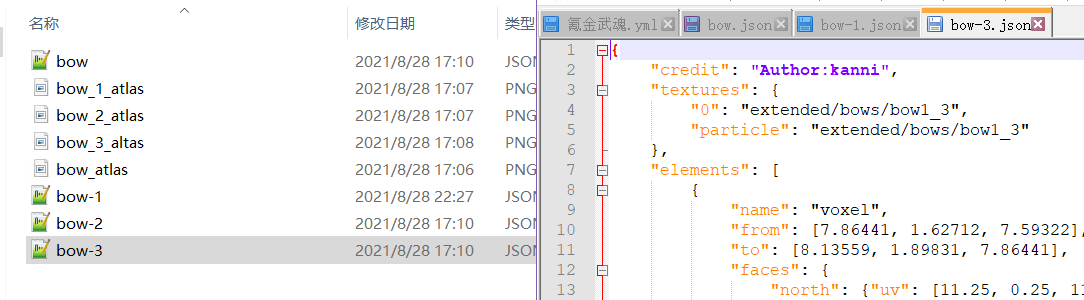 名称 修改日期 类型
bow 2021/8/28 17:10 JSO
bow_1_atlas 2021/8/28 17:07 PNG
bow_2_atlas 2021/8/28 17:07 PNG
bow_3_altas 2021/8/28 17:08 PNG
bow_atlas 2021/8/28 17:06 PNG
bow-1 2021/8/28 22:27 JSO
bow-2 2021/8/28 17:10 JSO
bow-3 2021/8/28 17:10 JSO
氪金武魂.yml bow.json bow-1.json bow-3.json
1 {
2 "credit": "Author:kanni",
3 "textures": {
4 "0": "extended/bows/bow1_3",
5 "particle": "extended/bows/bow1_3"
6 },
7 "elements": [
8 {
9 "name": "voxel",
10 "from": [7.86441, 1.62712, 7.59322],
11 "to": [8.13559, 1.89831, 7.86441],
12 "faces": {
13 "north": {"uv": [11.25, 0.25, 11